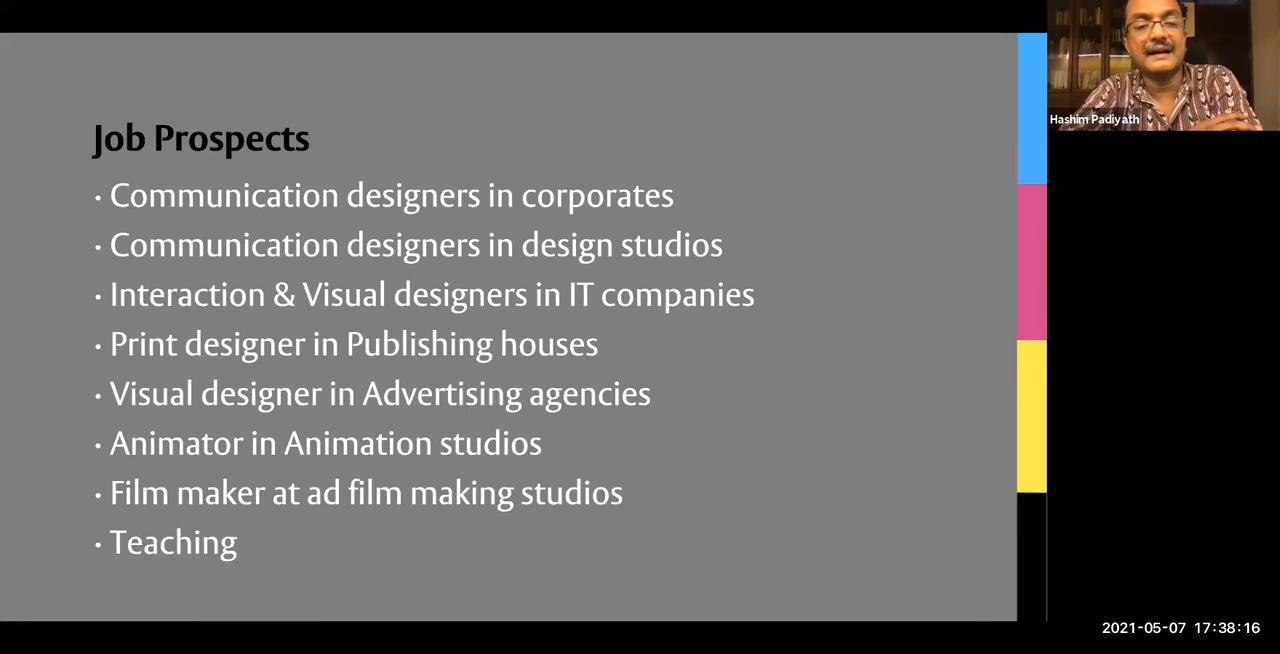 Job Prospects
• Communication designers in corporates
• Communication designers in design studios
• Interaction & Visual designers in IT companies
• Print designer in Publishing houses
• Visual designer in Advertising agencies
• Animator in Animation studios
• Film maker at ad film making studios
• Teaching
Hashim Padiyath
2021-05-07 17:38:16